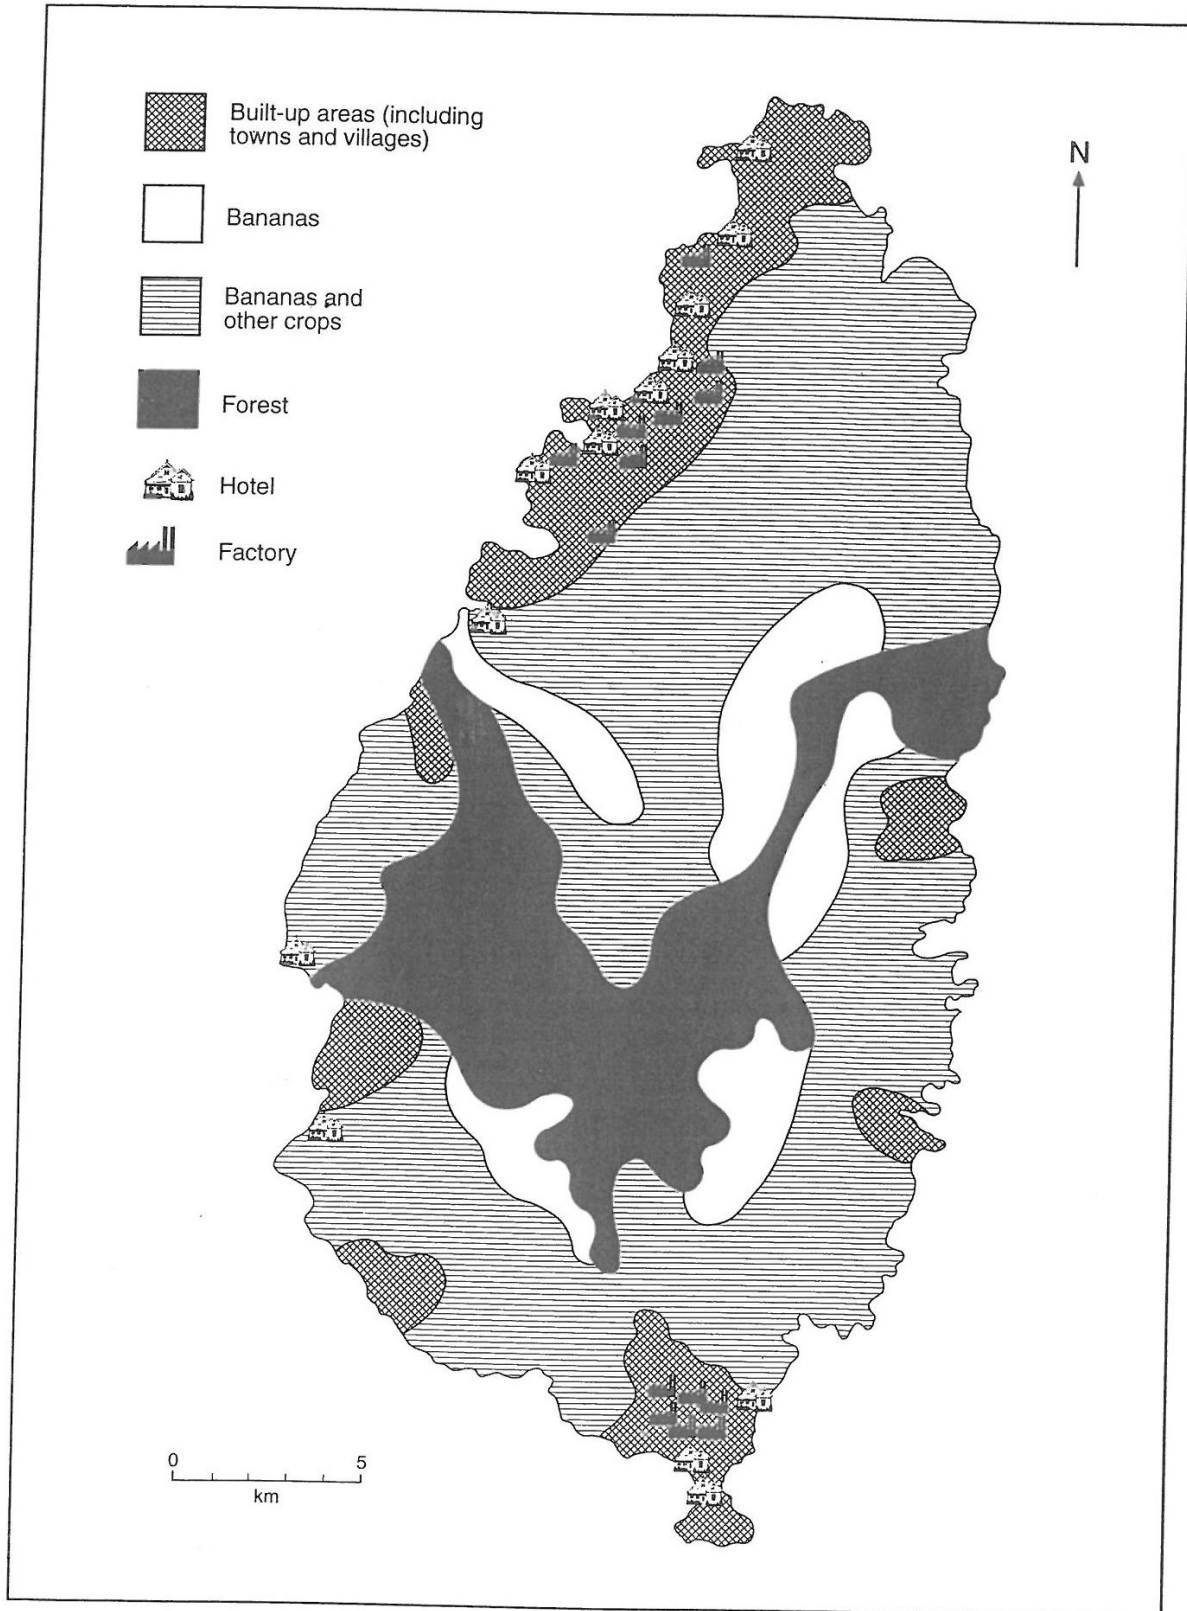 Built-up areas (including
towns and villages)
Bananas
Bananas and
other crops
Forest
Hotel
Factory
N
0 5
km